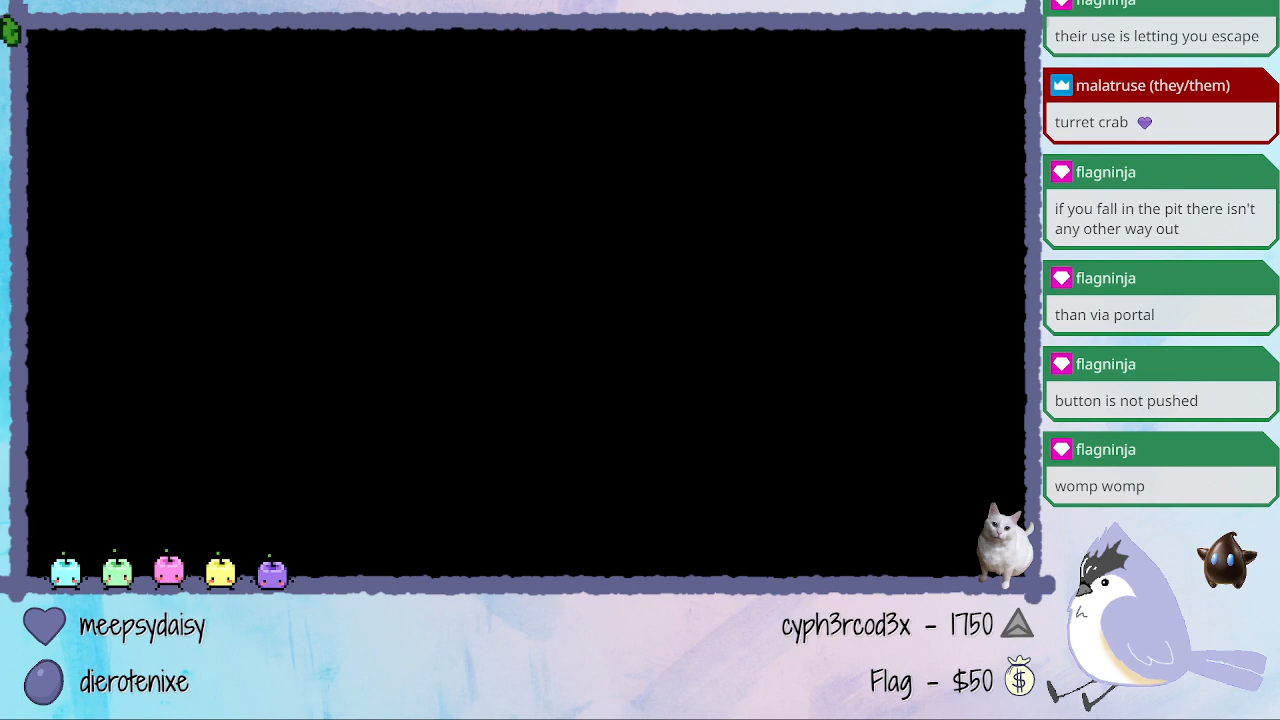 flagninja
their use is letting you escape
malatruse (they/them)
turret crab
flagninja
if you fall in the pit there isn't
any other way out
flagninja
than via portal
flagninja
button is not pushed
flagninja
womp womp
meepsydaisy
cyph3rcod3x - 1750
dierotenixe
Flag - $50
$